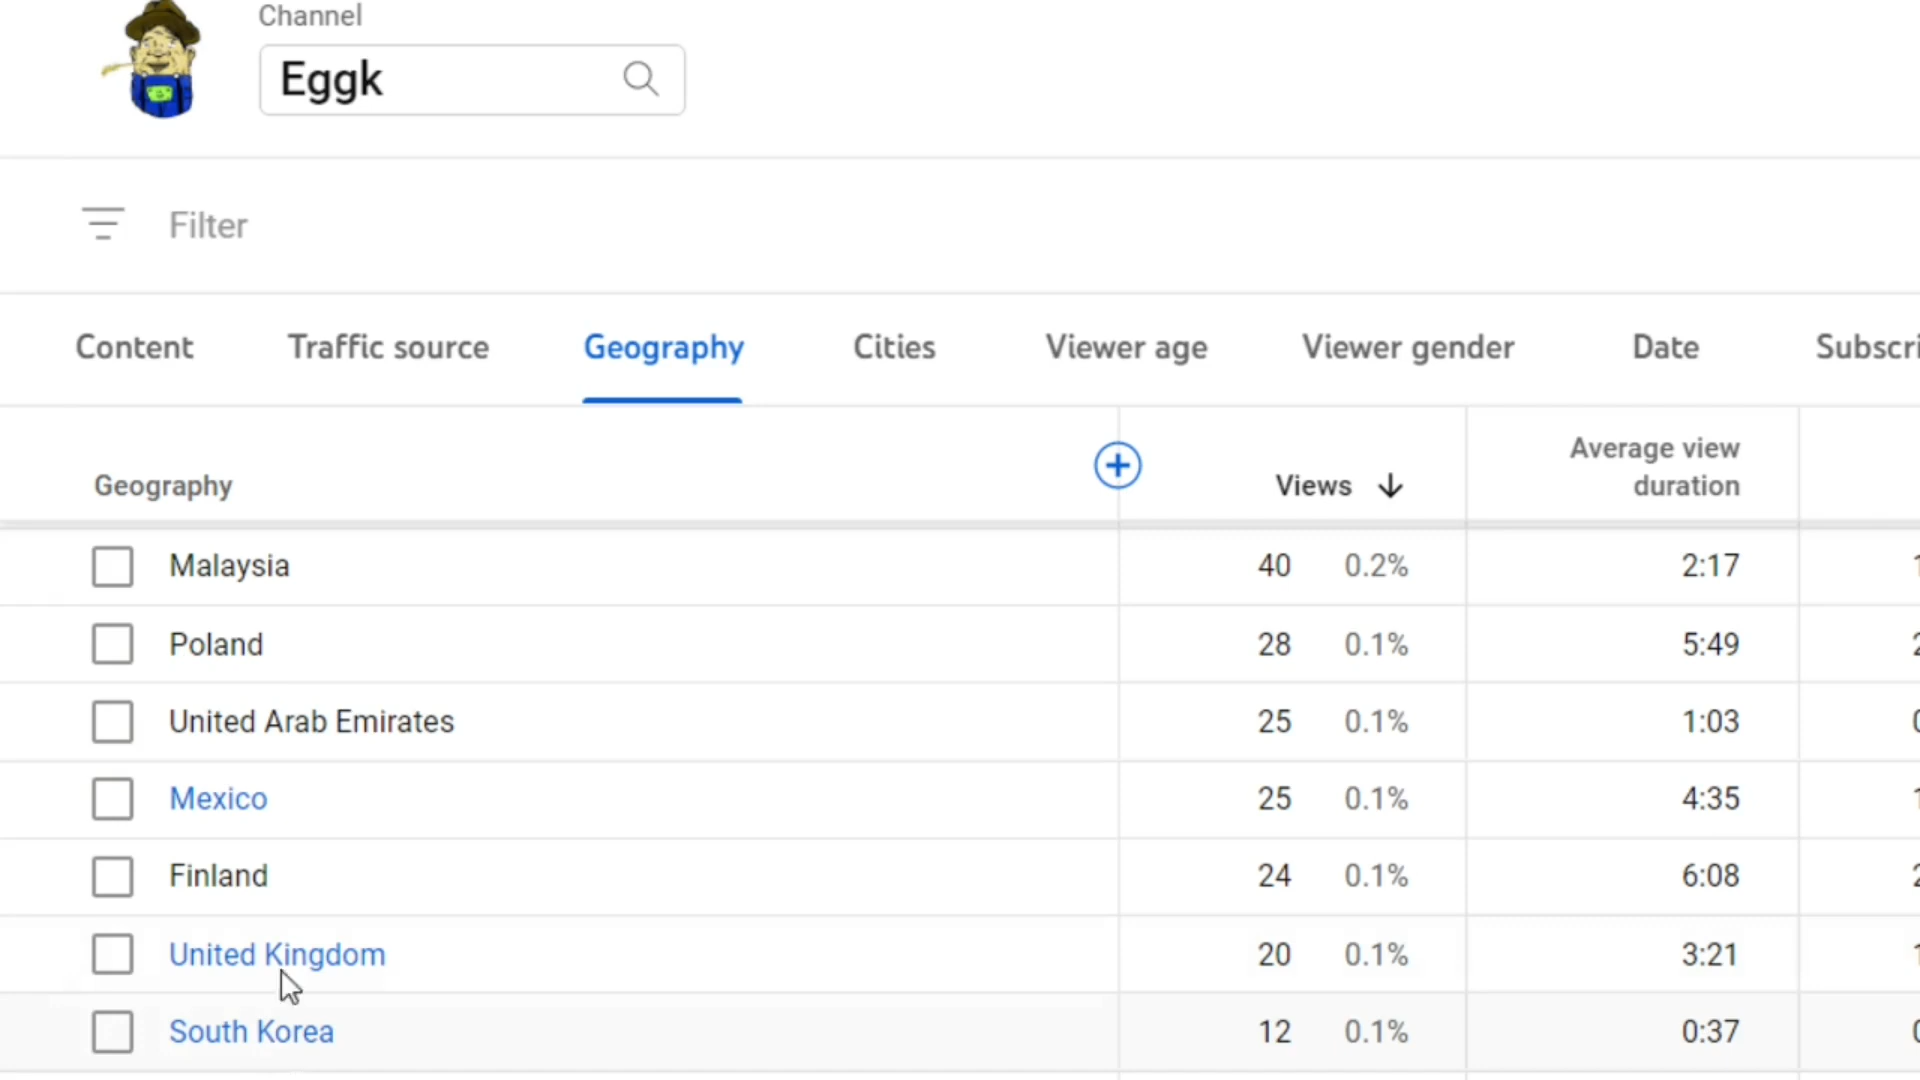 Channel
Eggk
Filter
Content Traffic source Geography Cities Viewer age Viewer gender Date Subscri
Geography Views Average view
duration
Malaysia 40 0.2% 2:17
Poland 28 0.1% 5:49
United Arab Emirates 25 0.1% 1:03
Mexico 25 0.1% 4:35
Finland 24 0.1% 6:08
United Kingdom 20 0.1% 3:21
South Korea 12 0.1% 0:37